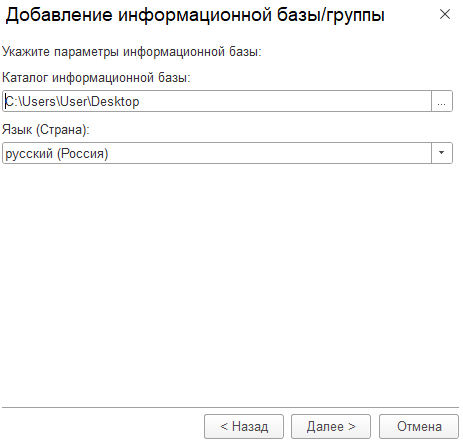 Добавление информационной базы/группы
Укажите параметры информационной базы:
Каталог информационной базы:
C:\Users\User\Desktop
...
Язык (Страна):
русский (Россия)
< Назад
Далее >
Отмена